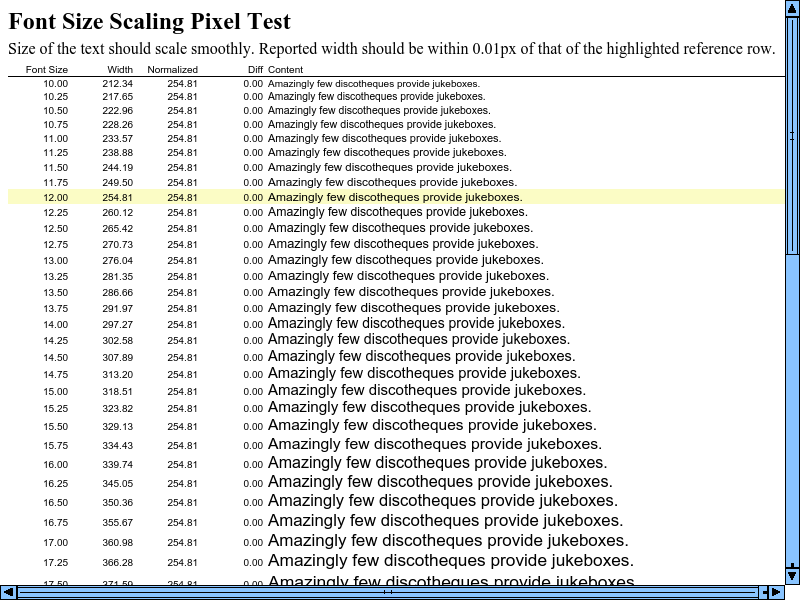 Font Size Scaling Pixel Test
Size of the text should scale smoothly. Reported width should be within 0.01px of that of the highlighted reference row.
Font Size Width Normalized Diff Content
10.00 212.34 254.81 0.00 Amazingly few discotheques provide jukeboxes.
10.25 217.65 254.81 0.00 Amazingly few discotheques provide jukeboxes.
10.50 222.96 254.81 0.00 Amazingly few discotheques provide jukeboxes.
10.75 228.26 254.81 0.00 Amazingly few discotheques provide jukeboxes.
11.00 233.57 254.81 0.00 Amazingly few discotheques provide jukeboxes.
11.25 238.88 254.81 0.00 Amazingly few discotheques provide jukeboxes.
11.50 244.19 254.81 0.00 Amazingly few discotheques provide jukeboxes.
11.75 249.50 254.81 0.00 Amazingly few discotheques provide jukeboxes.
12.00 254.81 254.81 0.00 Amazingly few discotheques provide jukeboxes.
12.25 260.12 254.81 0.00 Amazingly few discotheques provide jukeboxes.
12.50 265.42 254.81 0.00 Amazingly few discotheques provide jukeboxes.
12.75 270.73 254.81 0.00 Amazingly few discotheques provide jukeboxes.
13.00 276.04 254.81 0.00 Amazingly few discotheques provide jukeboxes.
13.25 281.35 254.81 0.00 Amazingly few discotheques provide jukeboxes.
13.50 286.66 254.81 0.00 Amazingly few discotheques provide jukeboxes.
13.75 291.97 254.81 0.00 Amazingly few discotheques provide jukeboxes.
14.00 297.27 254.81 0.00 Amazingly few discotheques provide jukeboxes.
14.25 302.58 254.81 0.00 Amazingly few discotheques provide jukeboxes.
14.50 307.89 254.81 0.00 Amazingly few discotheques provide jukeboxes.
14.75 313.20 254.81 0.00 Amazingly few discotheques provide jukeboxes.
15.00 318.51 254.81 0.00 Amazingly few discotheques provide jukeboxes.
15.25 323.82 254.81 0.00 Amazingly few discotheques provide jukeboxes.
15.50 329.13 254.81 0.00 Amazingly few discotheques provide jukeboxes.
15.75 334.43 254.81 0.00 Amazingly few discotheques provide jukeboxes.
16.00 339.74 254.81 0.00 Amazingly few discotheques provide jukeboxes.
16.25 345.05 254.81 0.00 Amazingly few discotheques provide jukeboxes.
16.50 350.36 254.81 0.00 Amazingly few discotheques provide jukeboxes.
16.75 355.67 254.81 0.00 Amazingly few discotheques provide jukeboxes.
17.00 360.98 254.81 0.00 Amazingly few discotheques provide jukeboxes.
17.25 366.28 254.81 0.00 Amazingly few discotheques provide jukeboxes.
17.50 371.59 254.81 0.00 Amazingly few discotheques provide jukeboxes.